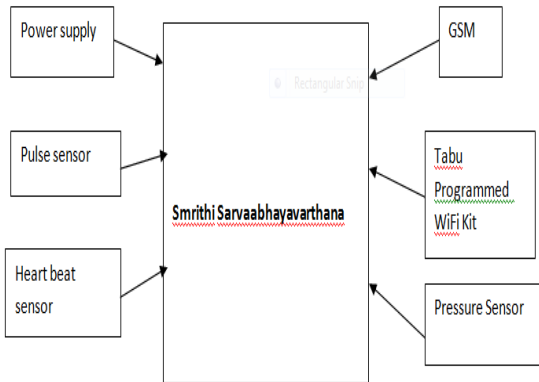 Power supply
GSM
Rectangular Snip
Pulse sensor
Tabu
Programmed
WiFi Kit
Smrithi Sarvaabhayavarthana
Heart beat
sensor
Pressure Sensor